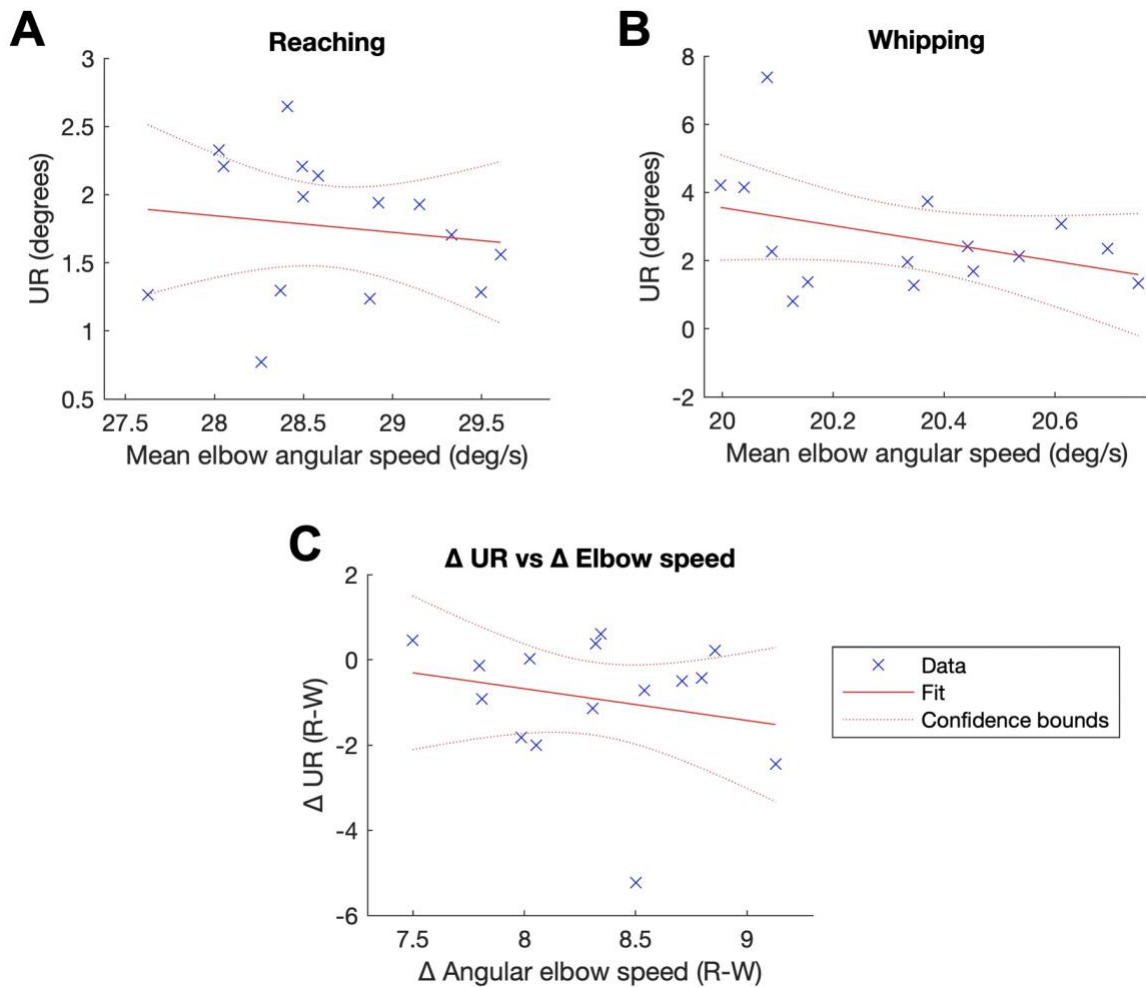 A
Reaching
3
2.5
2
1.5
1
0.5
UR (degrees)
27.5 28 28.5 29 29.5
Mean elbow angular speed (deg/s)
B
Whipping
8
6
4
2
0
-2
UR (degrees)
20 20.2 20.4 20.6
Mean elbow angular speed (deg/s)
C
Δ UR vs Δ Elbow speed
2
0
-2
-4
-6
Δ UR (R-W)
7.5 8 8.5 9
Δ Angular elbow speed (R-W)
Data
Fit
Confidence bounds